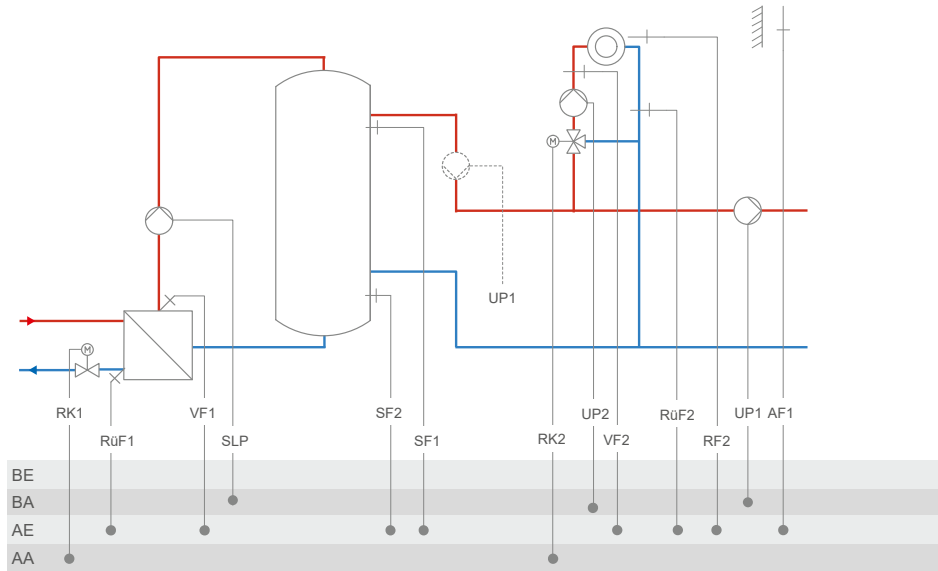 M
UP1
M
RK1
VF1
SF2
UP2
RüF2
UP1
AF1
RüF1
SLP
SF1
RK2
VF2
RF2
BE
BA
AE
AA